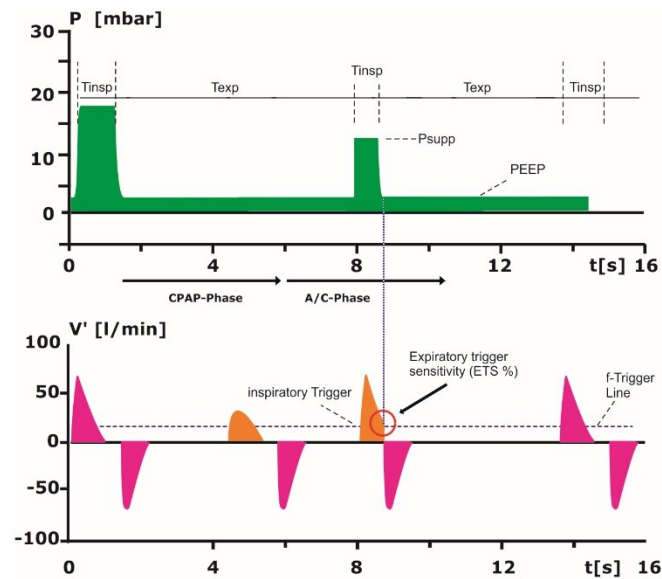 P [mbar]
30
Tinsp
Tinsp
Texp
Texp
Tinsp
20
Psupp
10
PEEP
0
0
4
8
12
t[s] 16
CPAP-Phase
A/C-Phase
V' [l/min]
100
Expiratory trigger
sensitivity (ETS %)
f-Trigger
Line
inspiratory Trigger
50
0
-50
-100
0
4
8
12
t[s] 16